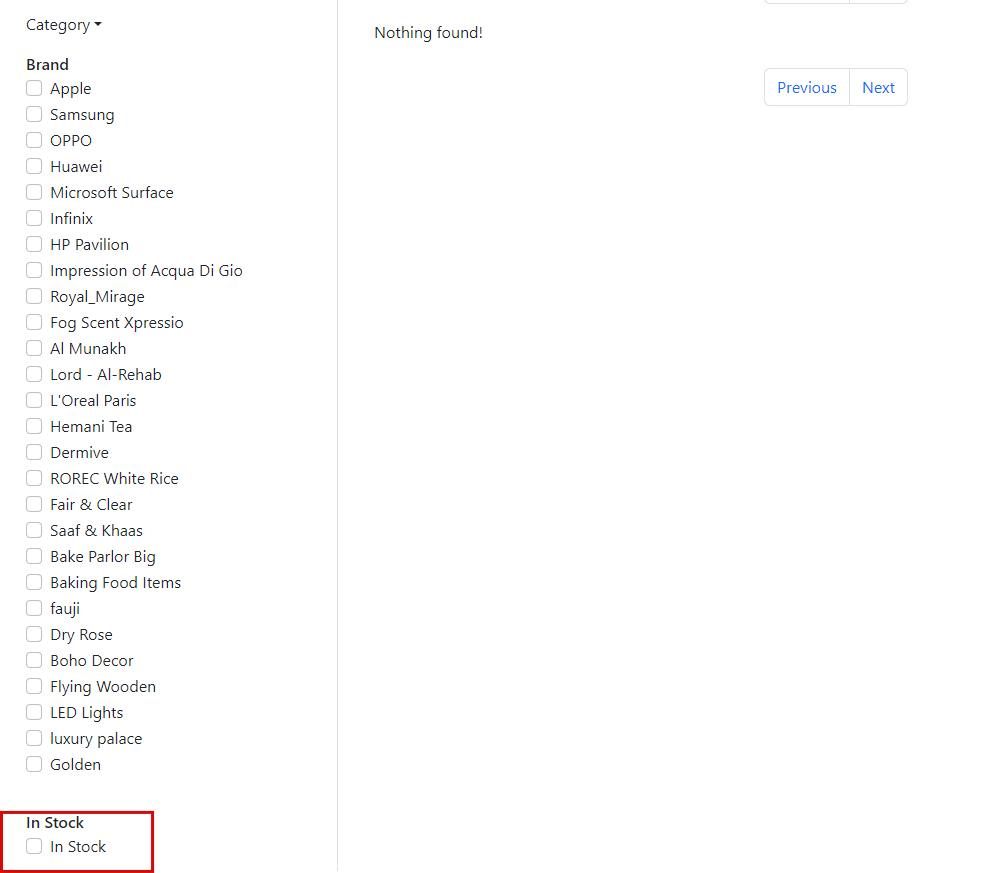 Category
Brand
Apple
Samsung
OPPO
Huawei
Microsoft Surface
Infinix
HP Pavilion
Impression of Acqua Di Gio
Royal_Mirage
Fog Scent Xpressio
Al Munakh
Lord - Al-Rehab
L'Oreal Paris
Hemani Tea
Dermive
ROREC White Rice
Fair & Clear
Saaf & Khaas
Bake Parlor Big
Baking Food Items
fauji
Dry Rose
Boho Decor
Flying Wooden
LED Lights
luxury palace
Golden
In Stock
In Stock
Nothing found!
Previous Next